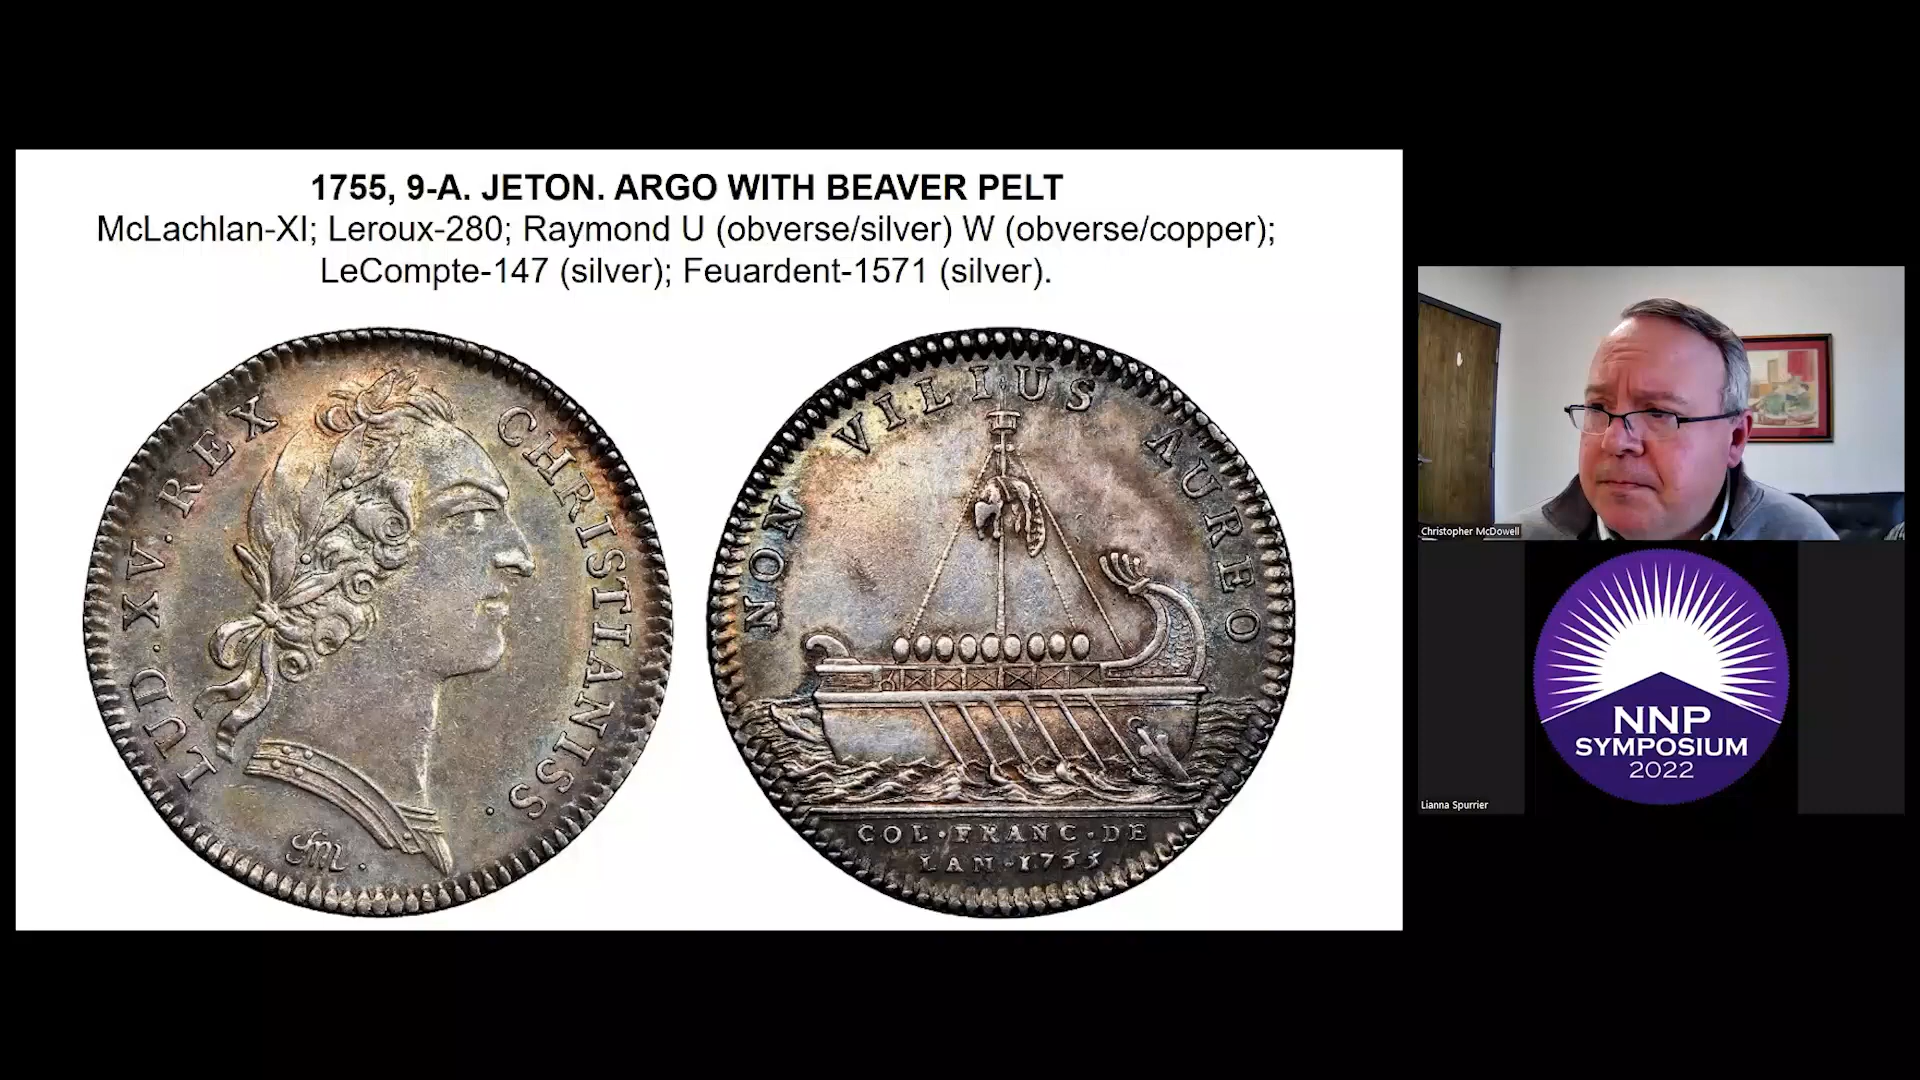 1755, 9-A. JETON. ARGO WITH BEAVER PELT
McLachlan-XI; Leroux-280; Raymond U (obverse/silver) W (obverse/copper);
LeCompte-147 (silver); Feuardent-1571 (silver).
LUD. XV. REX CHRISTIANISS.
NON VILIUS AUREO
COL·FRANC·DE
LAM·1755
Christopher McDowell
NNP
SYMPOSIUM
2022
Lianna Spurrier